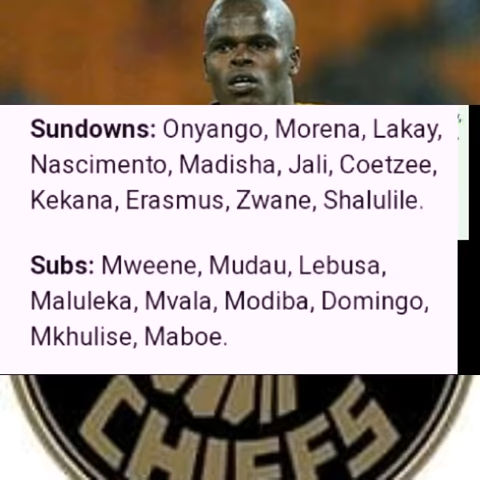 Sundowns: Onyango, Morena, Lakay,
Nascimento, Madisha, Jali, Coetzee,
Kekana, Erasmus, Zwane, Shalulile.
Subs: Mweene, Mudau, Lebusa,
Maluleka, Mvala, Modiba, Domingo,
Mkhulise, Maboe.
CHIEFS